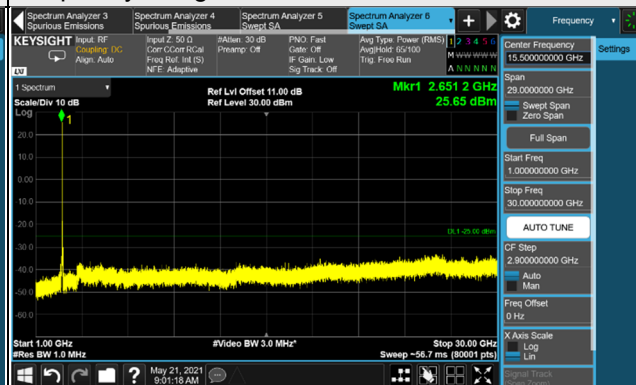 Spectrum Analyzer 3
Spurious Emissions
Spectrum Analyzer 4
Spurious Emissions
Spectrum Analyzer 5
Swept SA
Spectrum Analyzer 6
Swept SA
Frequency
KEYSIGHT
Input: RF
Coupling: DC
Align: Auto
Input Z: 50 Ω
Corr CCorr RCal
Freq Ref: Int (S)
NFE: Adaptive
#Atten: 30 dB
Preamp: Off
PNO: Fast
Gate: Off
IF Gain: Low
Sig Track: Off
Avg Type: Power (RMS)
Avg|Hold: 65/100
Trig: Free Run
1 2 3 4 5 6
M W W W W W
A N N N N N
LXI
1 Spectrum
Scale/Div 10 dB
Log
Ref Lvl Offset 11.00 dB
Ref Level 30.00 dBm
Mkr1 2.651 2 GHz
25.65 dBm
1
20.0
10.0
0.00
-10.0
-20.0
-30.0
-40.0
-50.0
-60.0
DL1 -25.00 dBm
Start 1.00 GHz
#Res BW 1.0 MHz
#Video BW 3.0 MHz*
Stop 30.00 GHz
Sweep ~56.7 ms (80001 pts)
May 21, 2021
9:01:18 AM
Center Frequency
15.500000000 GHz
Span
29.0000000 GHz
Swept Span
Zero Span
Full Span
Start Freq
1.000000000 GHz
Stop Freq
30.000000000 GHz
AUTO TUNE
CF Step
2.900000000 GHz
Auto
Man
Freq Offset
0 Hz
X Axis Scale
Log
Lin
Signal Track
(Span Zoom)
Settings